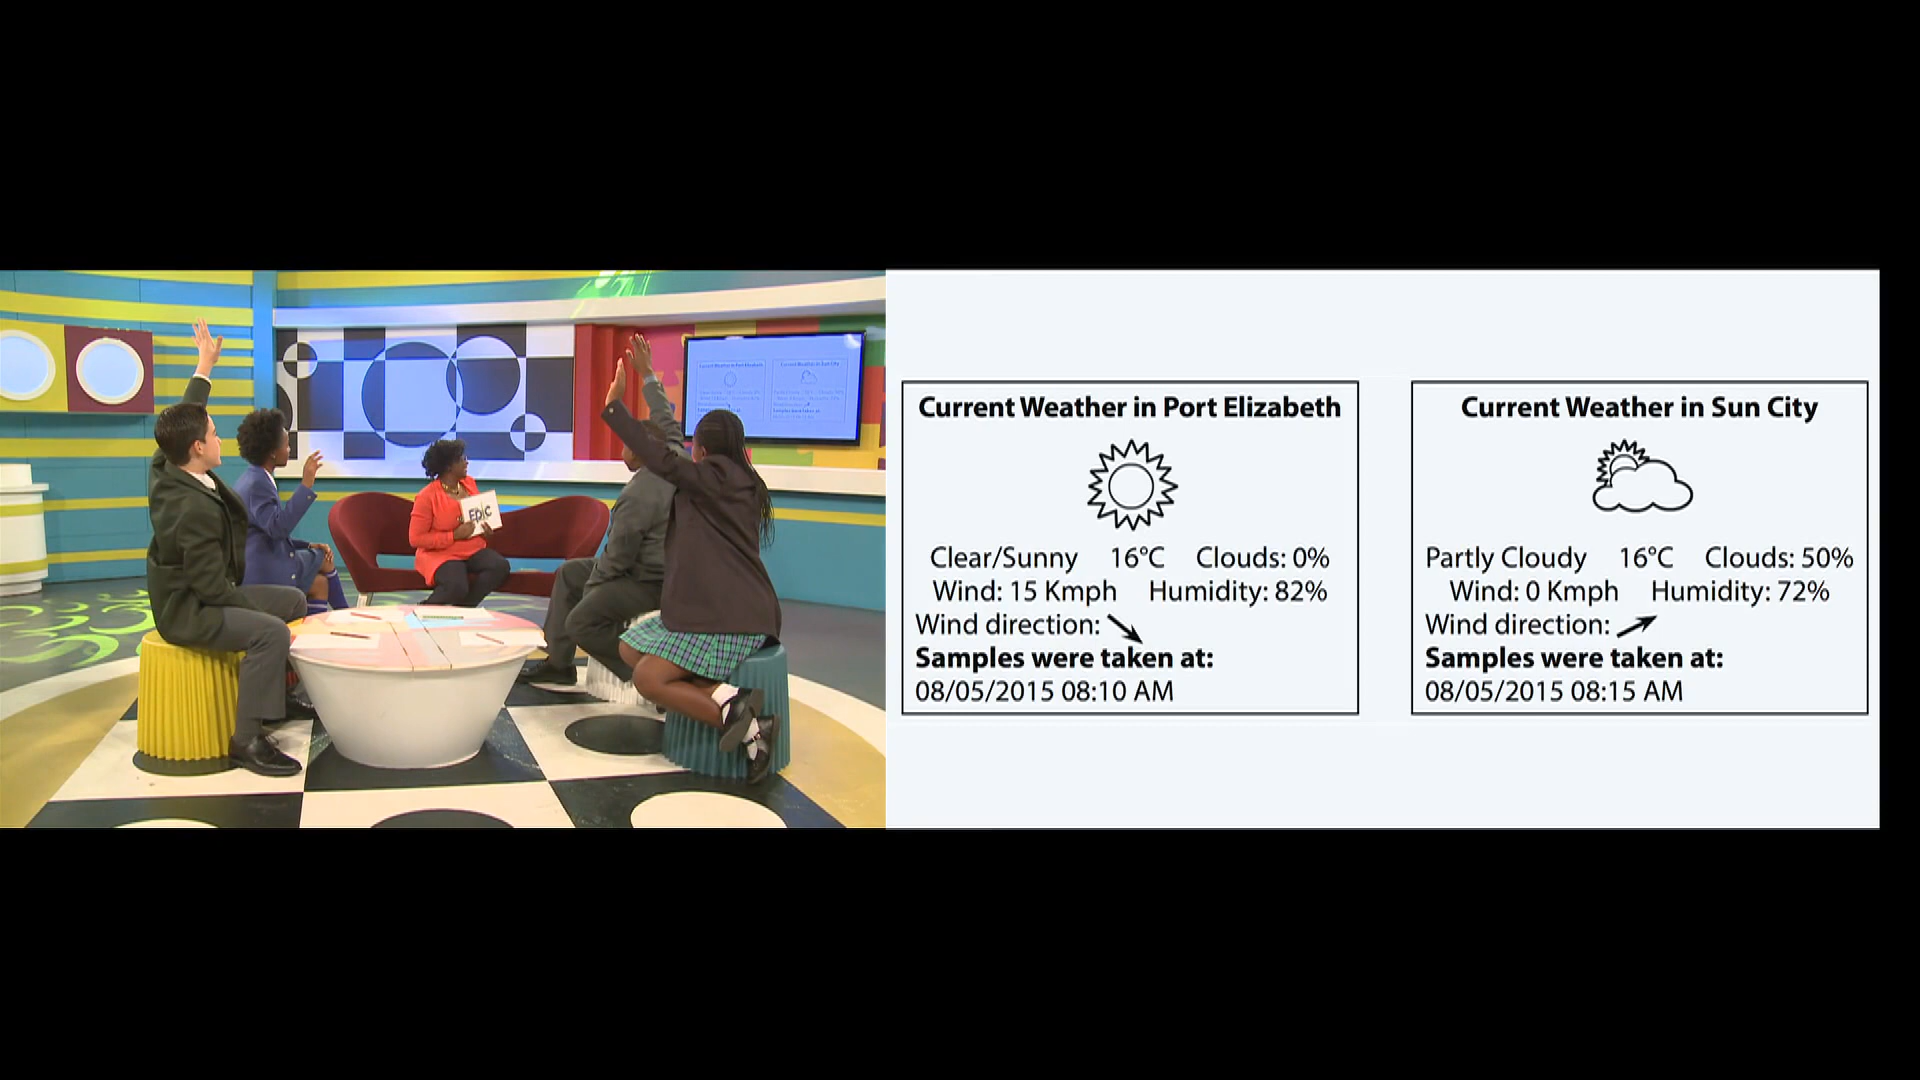 EPIC
Current Weather in Port Elizabeth
Clear/Sunny 16°C Clouds: 0%
Wind: 15 Kmph Humidity: 82%
Wind direction:
Samples were taken at:
08/05/2015 08:10 AM
Current Weather in Sun City
Partly Cloudy 16°C Clouds: 50%
Wind: 0 Kmph Humidity: 72%
Wind direction:
Samples were taken at:
08/05/2015 08:15 AM